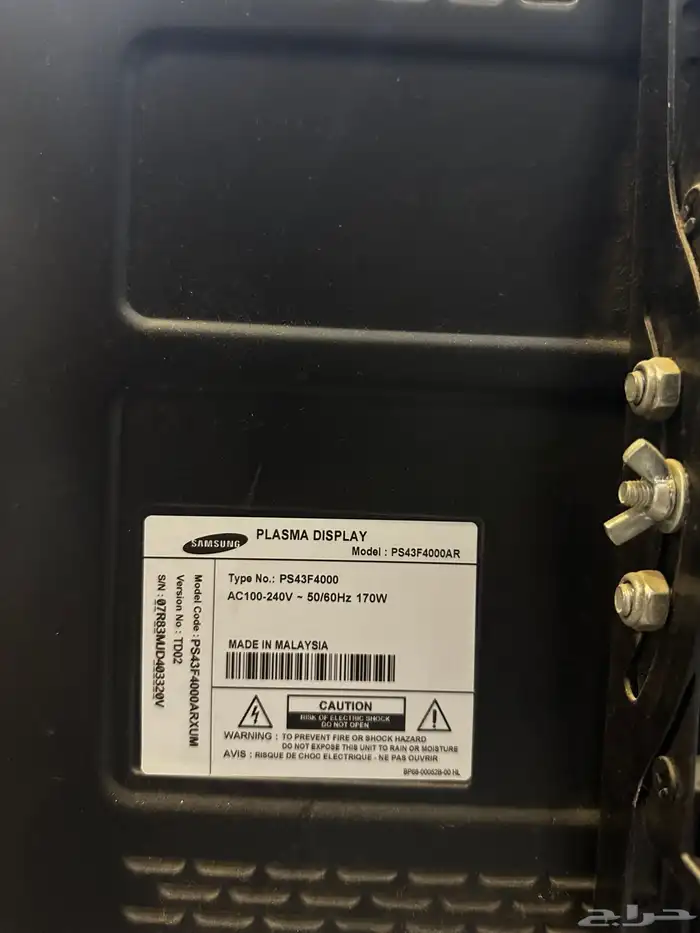 SAMSUNG
PLASMA DISPLAY
Model : PS43F4000AR
Type No.: PS43F4000
AC100-240V ~ 50/60Hz 170W
MADE IN MALAYSIA
Model Code : PS43F4000ARXUM
Version No : TD02
S/N : 07R83MUD403320V
CAUTION
RISK OF ELECTRIC SHOCK
DO NOT OPEN
WARNING : TO PREVENT FIRE OR SHOCK HAZARD
DO NOT EXPOSE THIS UNIT TO RAIN OR MOISTURE
AVIS : RISQUE DE CHOC ELECTRIQUE - NE PAS OUVRIR
BP68-00052B-00 HL
حراج